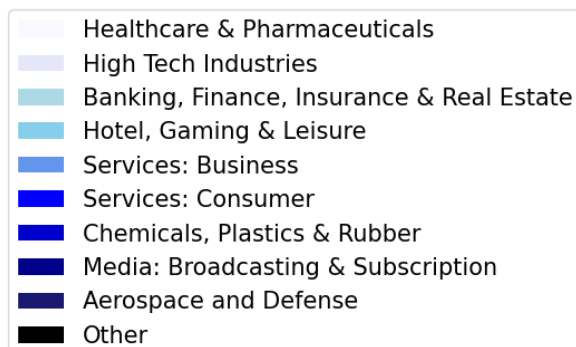 Healthcare & Pharmaceuticals
High Tech Industries
Banking, Finance, Insurance & Real Estate
Hotel, Gaming & Leisure
Services: Business
Services: Consumer
Chemicals, Plastics & Rubber
Media: Broadcasting & Subscription
Aerospace and Defense
Other